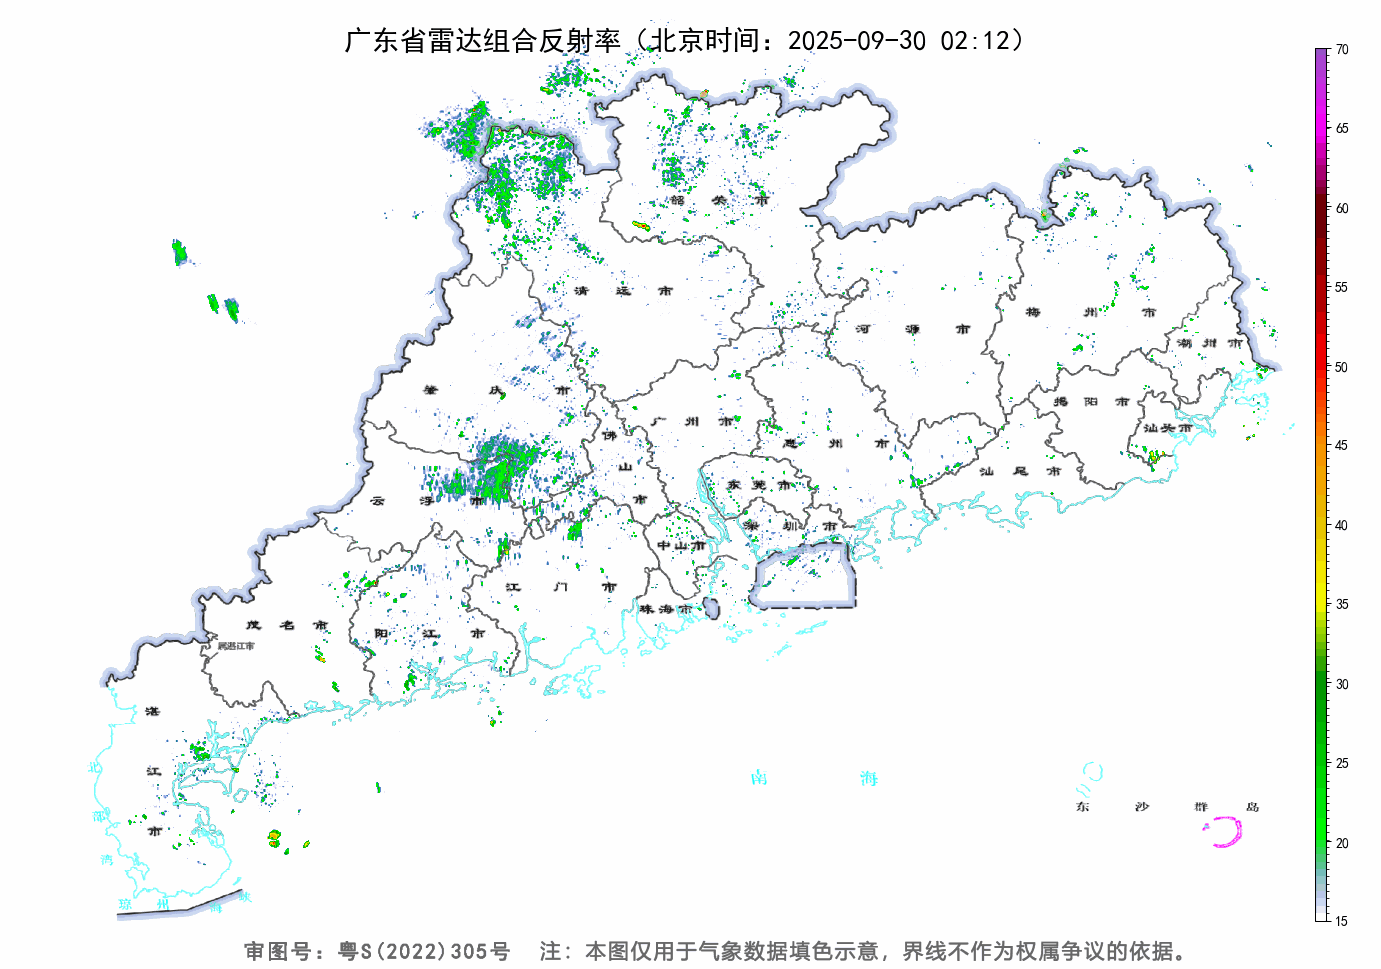 广东省雷达组合反射率（北京时间：2025-09-30 02:12）
70
65
60
55
50
45
40
35
30
25
20
15
韶关市
清远市
河源市
梅州市
潮州市
肇庆市
广州市
惠州市
揭阳市
汕头市
佛山市
云浮市
东莞市
汕尾市
深圳市
中山市
江门市
珠海市
茂名市
阳江市
属湛江市
湛江市
北部湾
琼州海峡
南海
东沙群岛
审图号：粤S(2022)305号 注：本图仅用于气象数据填色示意，界线不作为权属争议的依据。